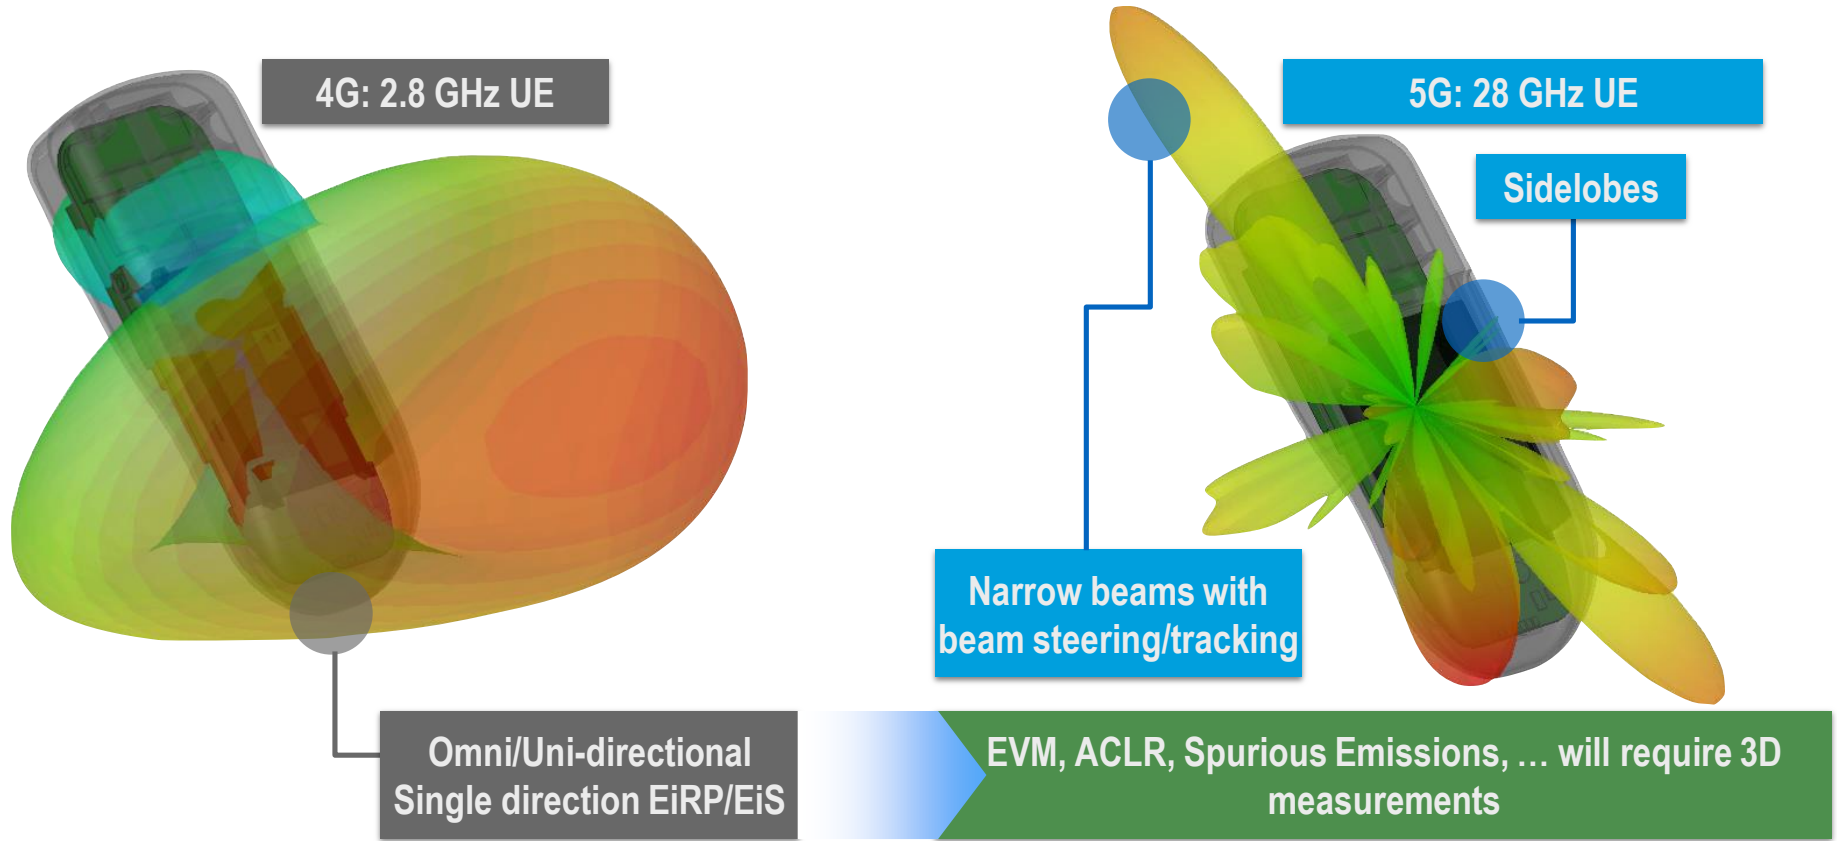 4G: 2.8 GHz UE
5G: 28 GHz UE
Sidelobes
Narrow beams with
beam steering/tracking
Omni/Uni-directional
Single direction EiRP/EiS
EVM, ACLR, Spurious Emissions, … will require 3D
measurements